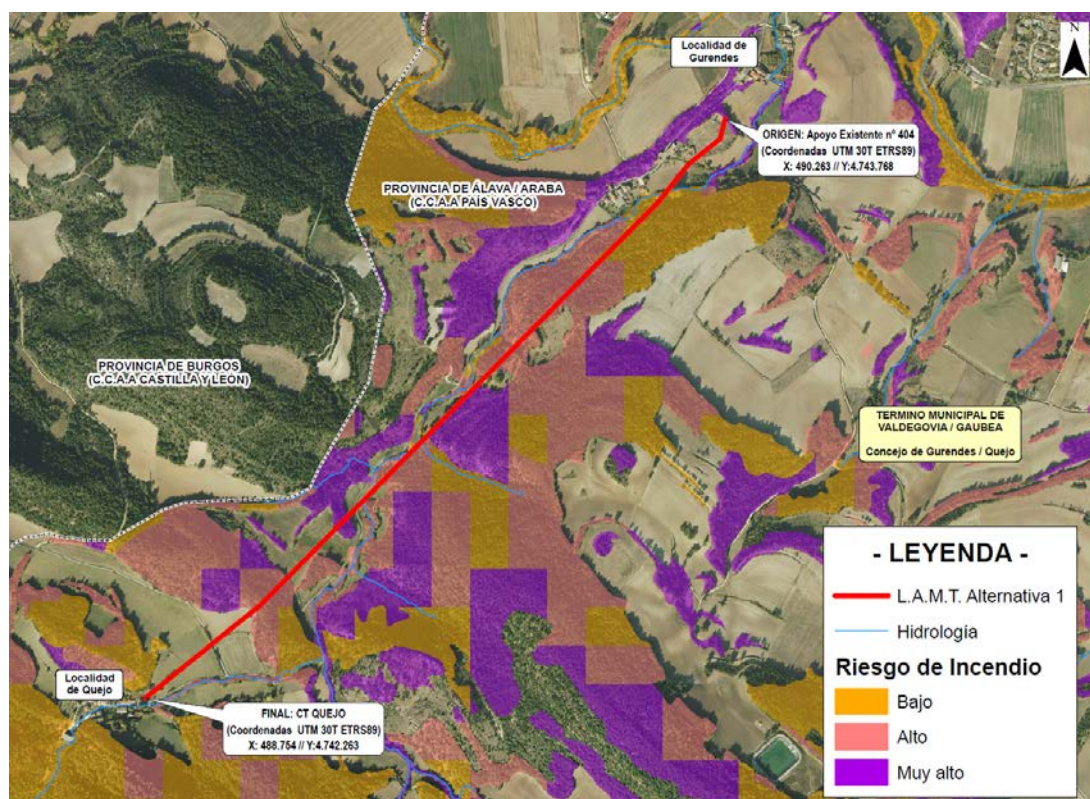 N
Localidad de
Gurendes
ORIGEN: Apoyo Existente nº 404
(Coordenadas UTM 30T ETRS89)
X: 490.263 // Y:4.743.768
PROVINCIA DE ÁLAVA / ARABA
(C.C.A.A PAÍS VASCO)
PROVINCIA DE BURGOS
(C.C.A.A CASTILLA Y LEÓN)
TERMINO MUNICIPAL DE
VALDEGOVIA / GAUBEA
Concejo de Gurendes / Quejo
Localidad
de Quejo
FINAL: CT QUEJO
(Coordenadas UTM 30T ETRS89)
X: 488.754 // Y:4.742.263
- LEYENDA -
L.A.M.T. Alternativa 1
Hidrología
Riesgo de Incendio
Bajo
Alto
Muy alto